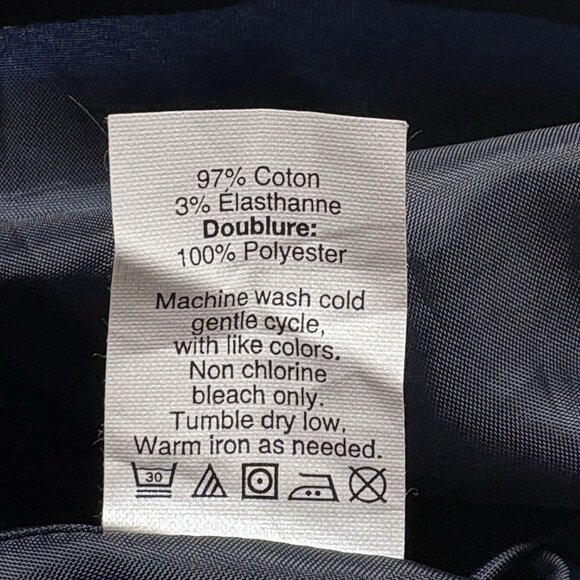 97% Coton
3% Élasthanne
Doublure:
100% Polyester
Machine wash cold
gentle cycle,
with like colors.
Non chlorine
bleach only.
Tumble dry low,
Warm iron as needed.
30